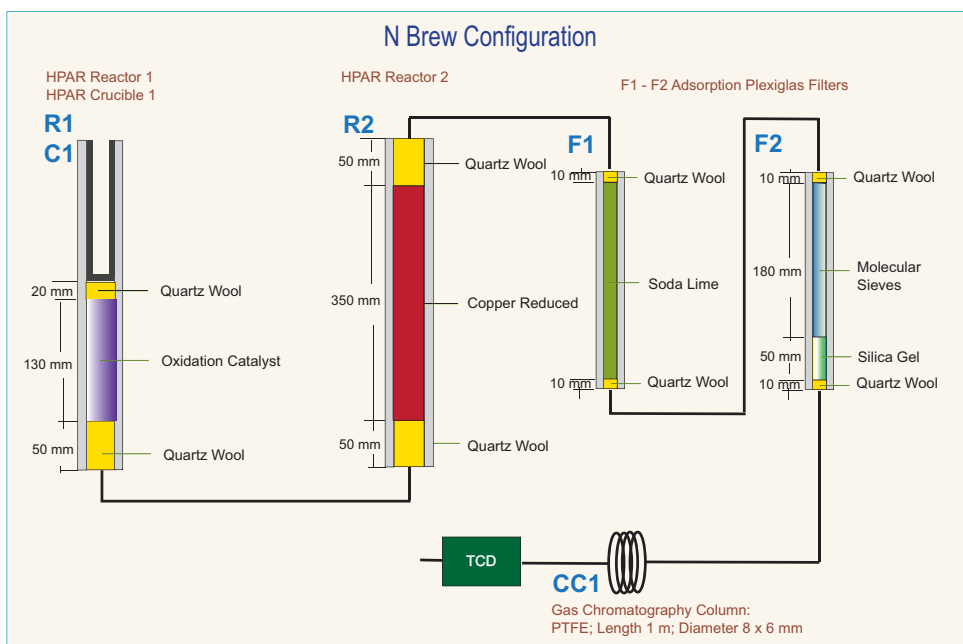 N Brew Configuration
HPAR Reactor 1
HPAR Crucible 1
R1
C1
20 mm
Quartz Wool
130 mm
Oxidation Catalyst
50 mm
Quartz Wool
HPAR Reactor 2
R2
50 mm
Quartz Wool
350 mm
Copper Reduced
50 mm
Quartz Wool
F1 - F2 Adsorption Plexiglas Filters
F1
10 mm
Quartz Wool
Soda Lime
10 mm
Quartz Wool
F2
10 mm
Quartz Wool
180 mm
Molecular
Sieves
50 mm
Silica Gel
10 mm
Quartz Wool
TCD
CC1
Gas Chromatography Column:
PTFE; Length 1 m; Diameter 8 x 6 mm